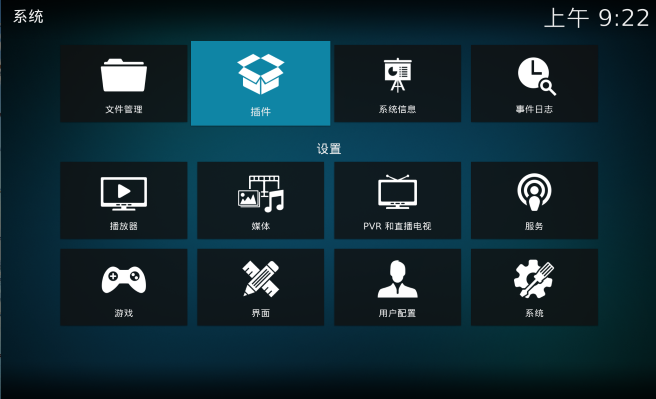 系统
上午 9:22
文件管理
插件
系统信息
事件日志
设置
播放器
媒体
PVR 和直播电视
服务
游戏
界面
用户配置
系统